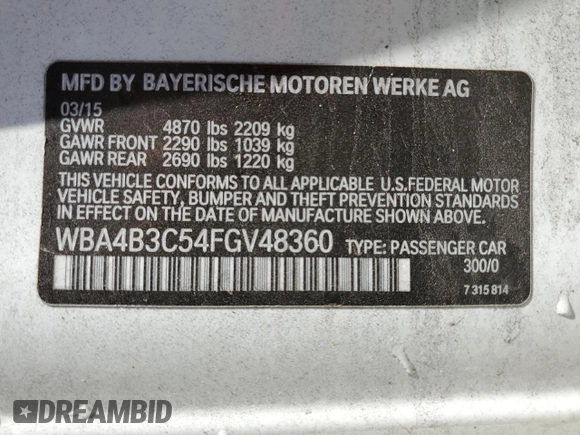 MFD BY BAYERISCHE MOTOREN WERKE AG
03/15
GVWR 4870 lbs 2209 kg
GAWR FRONT 2290 lbs 1039 kg
GAWR REAR 2690 lbs 1220 kg
THIS VEHICLE CONFORMS TO ALL APPLICABLE U.S.FEDERAL MOTOR
VEHICLE SAFETY, BUMPER AND THEFT PREVENTION STANDARDS
IN EFFECT ON THE DATE OF MANUFACTURE SHOWN ABOVE.
WBA4B3C54FGV48360 TYPE: PASSENGER CAR
300/0
7 315 814
DREAMBID